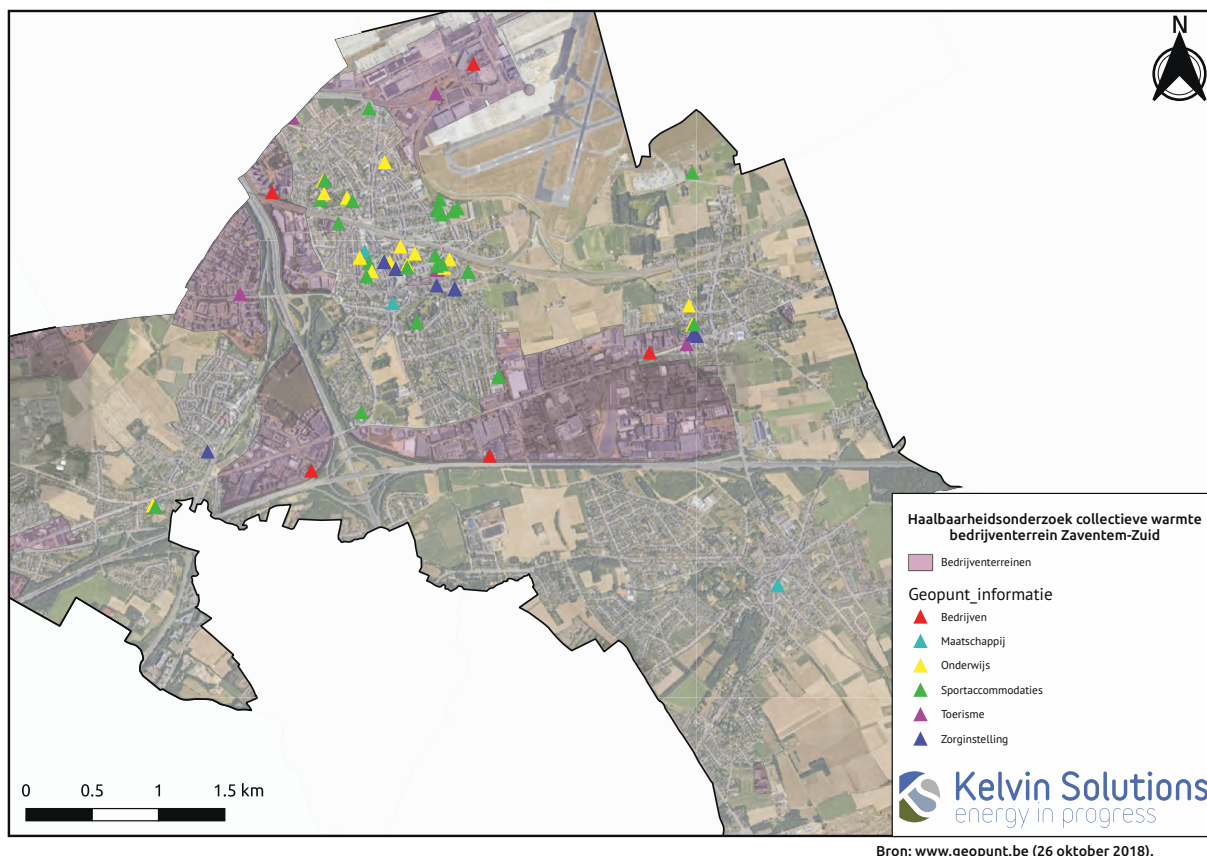 N
Haalbaarheidsonderzoek collectieve warmte
bedrijventerrein Zaventem-Zuid
Bedrijventerreinen
Geopunt_informatie
Bedrijven
Maatschappij
Onderwijs
Sportaccommodaties
Toerisme
Zorginstelling
Kelvin Solutions
energy in progress
0 0.5 1 1.5 km
Bron: www.geopunt.be (26 oktober 2018).